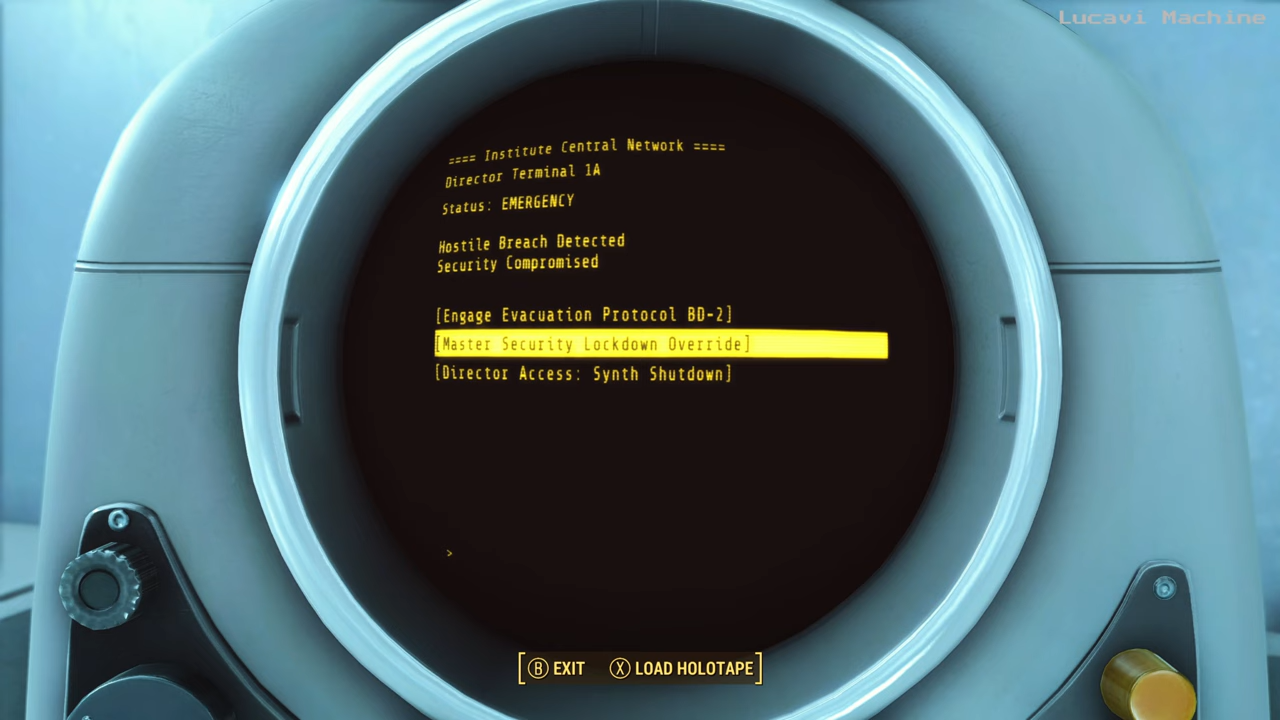 Lucavi Machine
==== Institute Central Network ====
Director Terminal 1A
Status: EMERGENCY
Hostile Breach Detected
Security Compromised
[Engage Evacuation Protocol BD-2]
[Master Security Lockdown Override]
[Director Access: Synth Shutdown]
>
[Ⓑ EXIT Ⓧ LOAD HOLOTAPE]